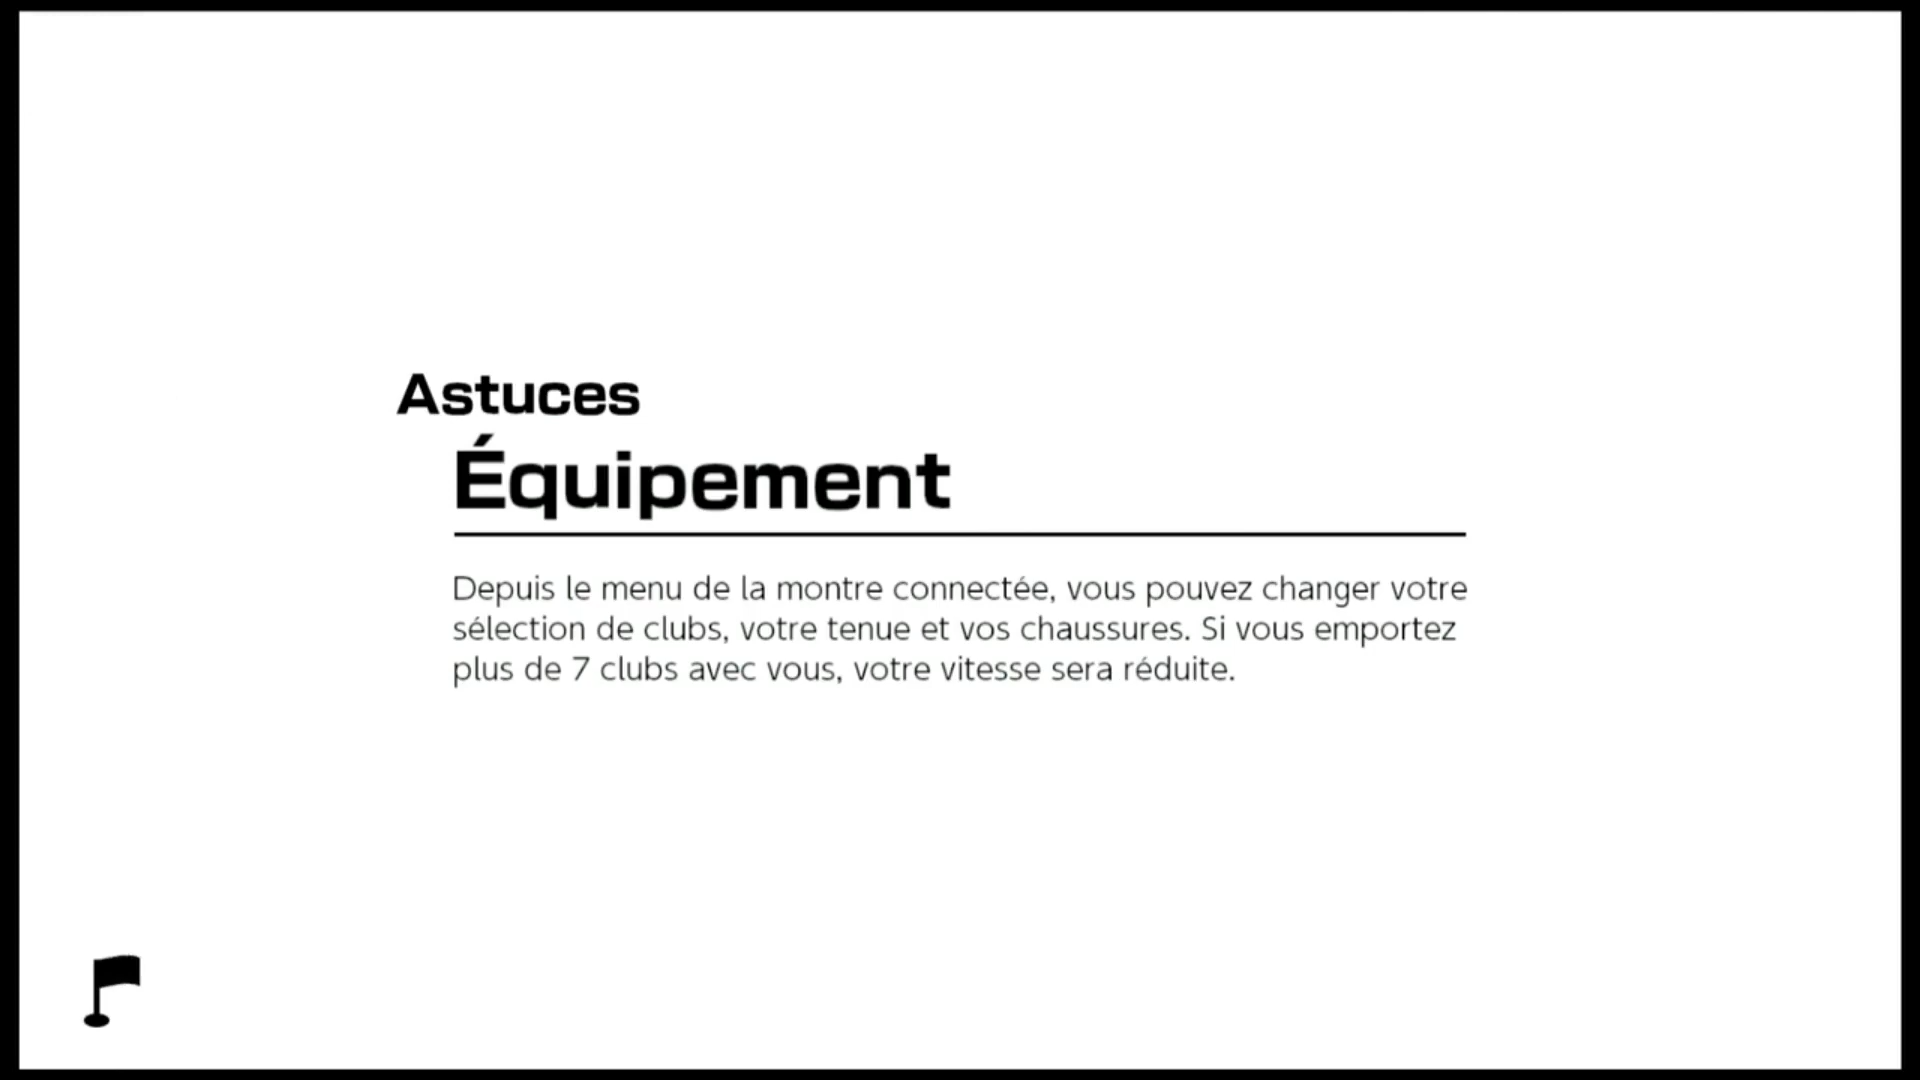 Astuces
Équipement
Depuis le menu de la montre connectée, vous pouvez changer votre
sélection de clubs, votre tenue et vos chaussures. Si vous emportez
plus de 7 clubs avec vous, votre vitesse sera réduite.